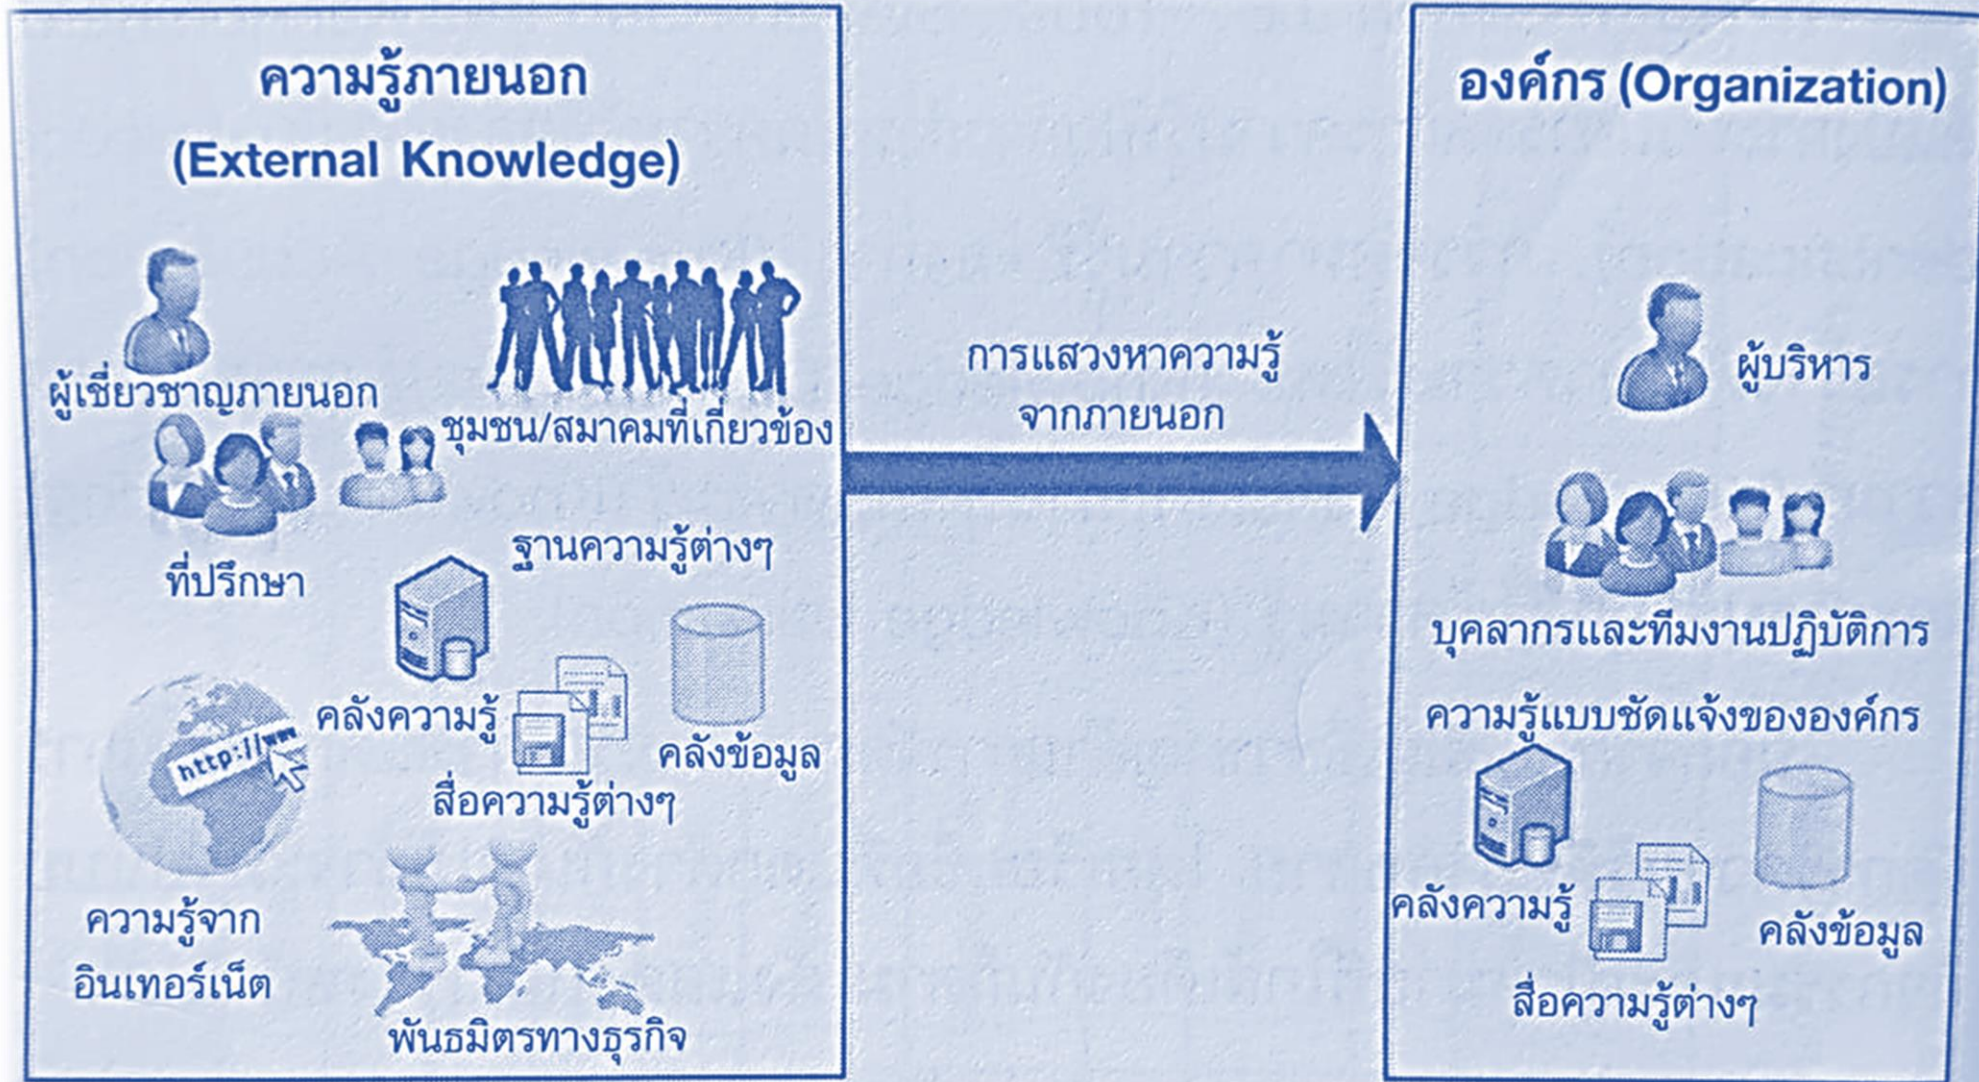 ความรู้ภายนอก
(External Knowledge)
ผู้เชี่ยวชาญภายนอก
ชุมชน/สมาคมที่เกี่ยวข้อง
ที่ปรึกษา
ฐานความรู้ต่างๆ
คลังความรู้
คลังข้อมูล
สื่อความรู้ต่างๆ
http://www
ความรู้จาก
อินเทอร์เน็ต
พันธมิตรทางธุรกิจ
การแสวงหาความรู้
จากภายนอก
องค์กร (Organization)
ผู้บริหาร
บุคลากรและทีมงานปฏิบัติการ
ความรู้แบบชัดแจ้งขององค์กร
คลังความรู้
คลังข้อมูล
สื่อความรู้ต่างๆ